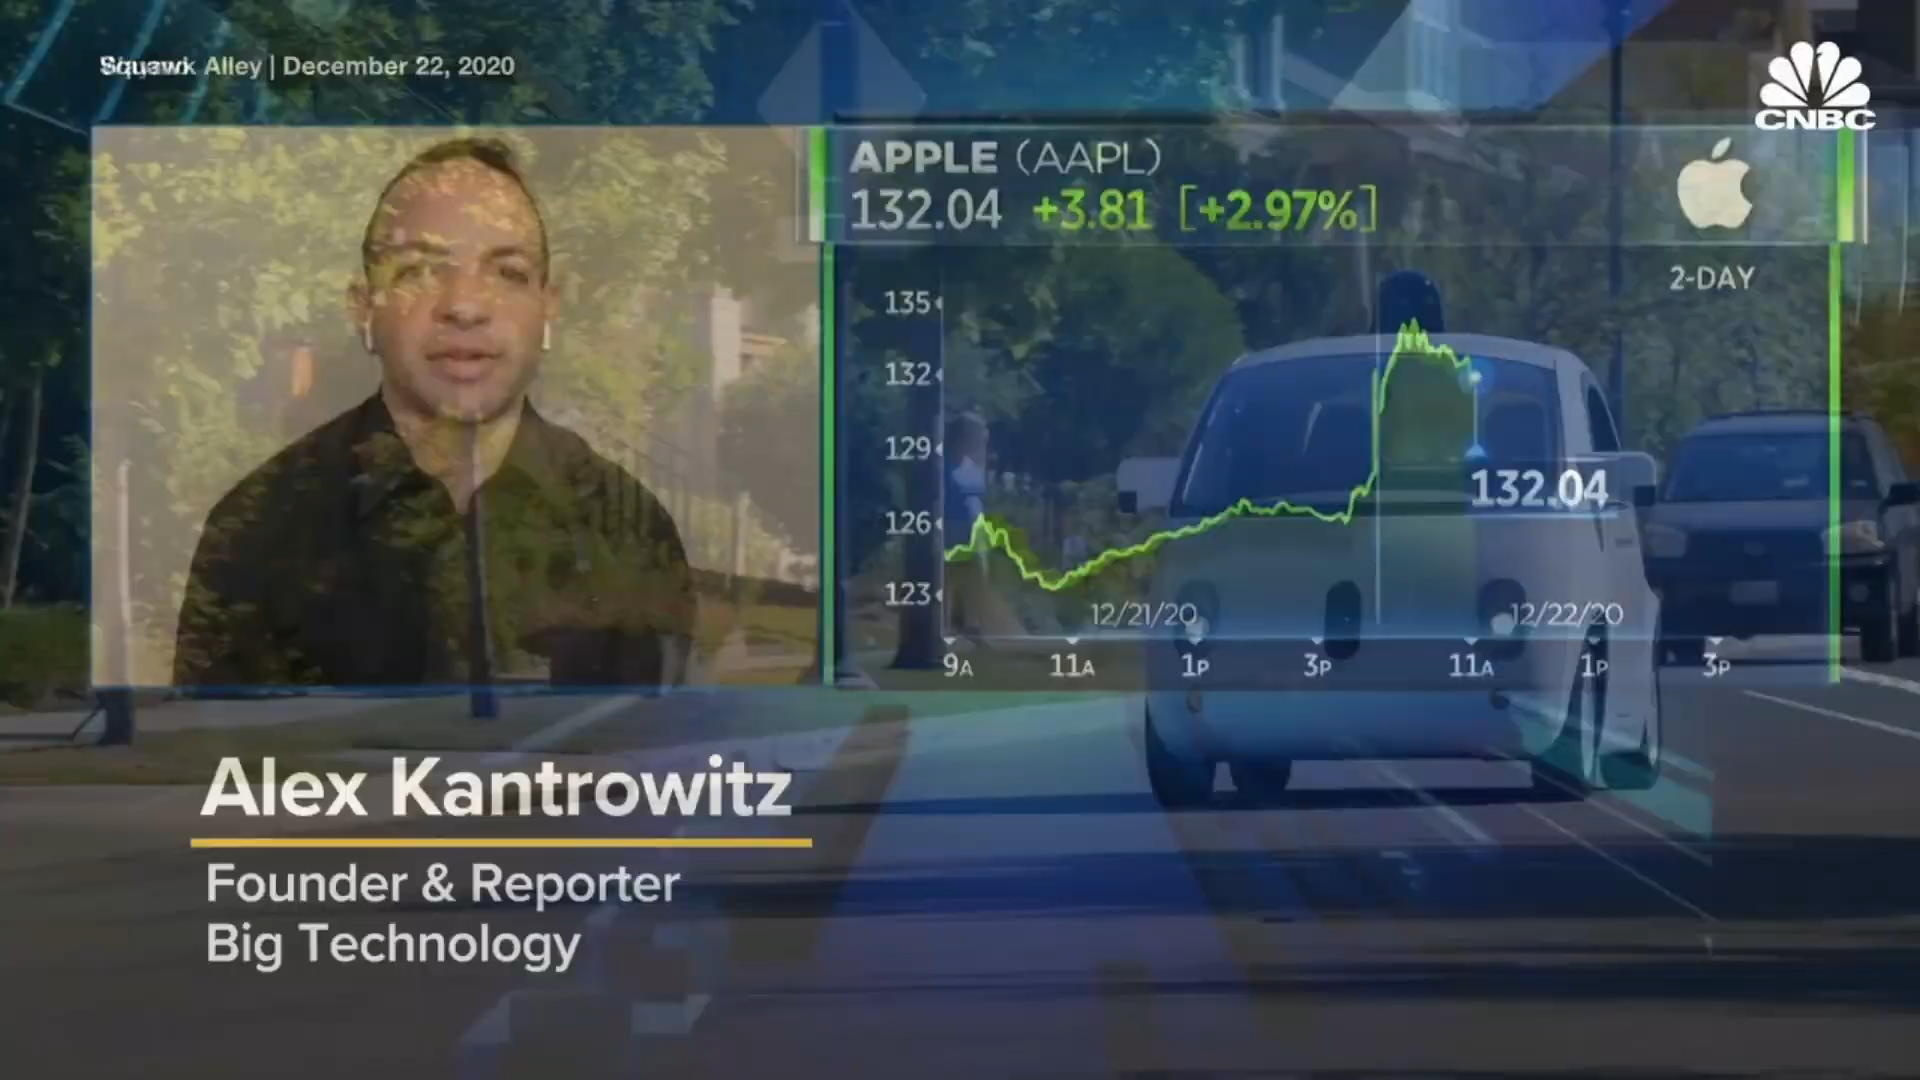 Squawk Alley | December 22, 2020
CNBC
APPLE (AAPL)
132.04 +3.81 [+2.97%]
2-DAY
135
132
129
126
123
132.04
12/21/20
12/22/20
9A
11A
1P
3P
11A
1P
3P
Alex Kantrowitz
Founder & Reporter
Big Technology